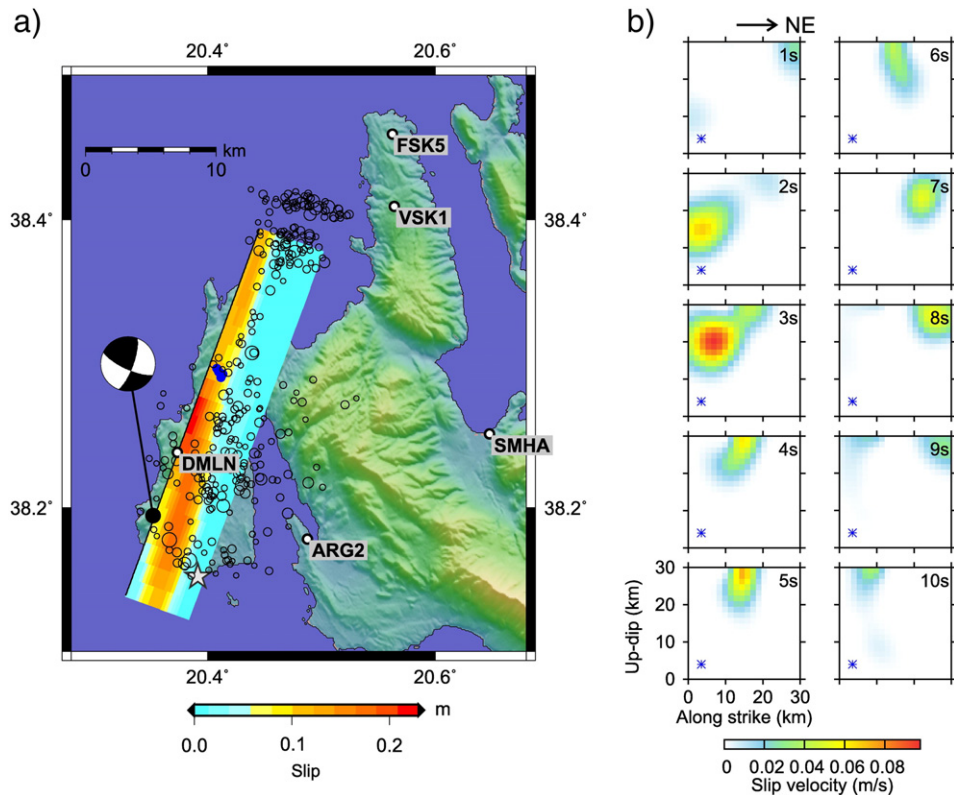 a)
20.4°
20.6°
km
0
10
FSK5
38.4°
38.4°
VSK1
SMHA
DMLN
38.2°
38.2°
ARG2
20.4°
20.6°
m
0.0
0.1
0.2
Slip
b)
NE
1s
6s
2s
7s
3s
8s
4s
9s
5s
10s
30
20
10
0
Up-dip (km)
0
10
20
30
Along strike (km)
0
0.02
0.04
0.06
0.08
Slip velocity (m/s)